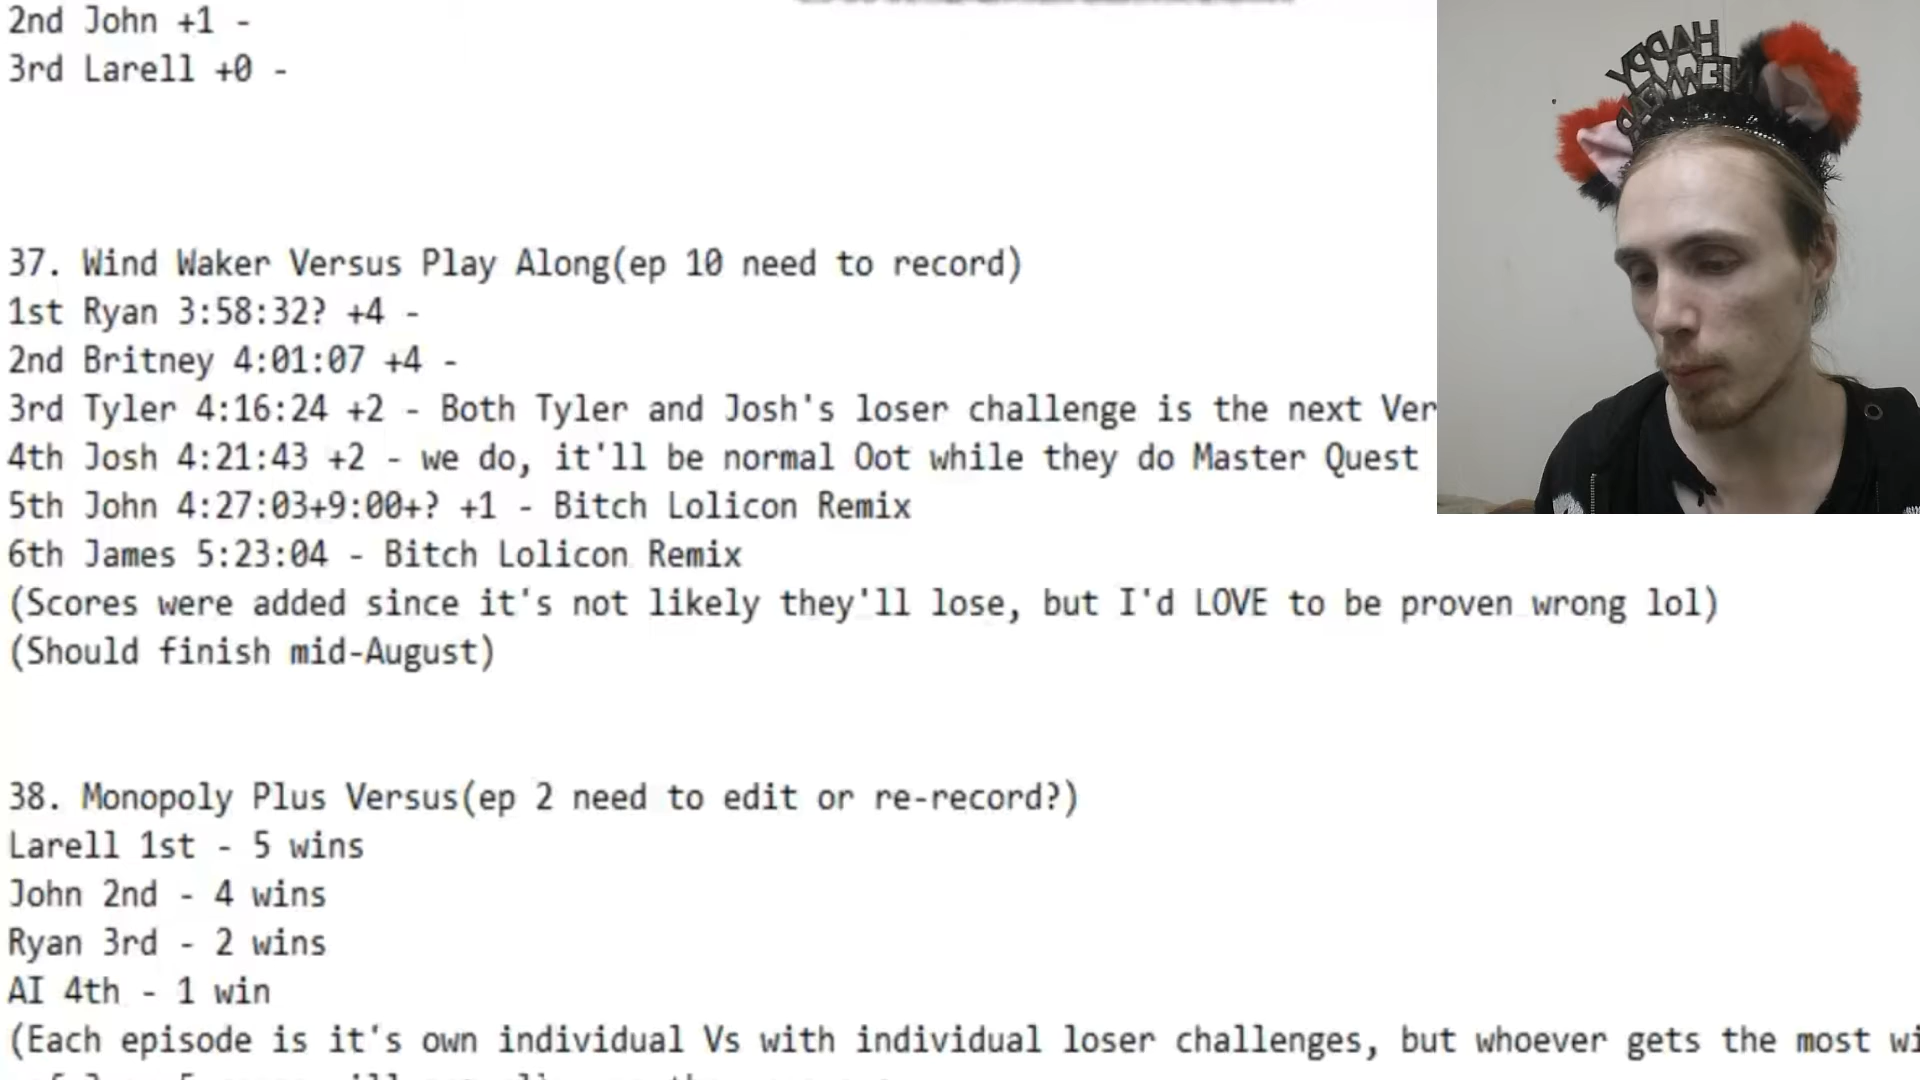 2nd John +1 -
3rd Larell +0 -
37. Wind Waker Versus Play Along(ep 10 need to record)
1st Ryan 3:58:32? +4 -
2nd Britney 4:01:07 +4 -
3rd Tyler 4:16:24 +2 - Both Tyler and Josh's loser challenge is the next Ver
4th Josh 4:21:43 +2 - we do, it'll be normal Oot while they do Master Quest
5th John 4:27:03+9:00+? +1 - Bitch Lolicon Remix
6th James 5:23:04 - Bitch Lolicon Remix
(Scores were added since it's not likely they'll lose, but I'd LOVE to be proven wrong lol)
(Should finish mid-August)
38. Monopoly Plus Versus(ep 2 need to edit or re-record?)
Larell 1st - 5 wins
John 2nd - 4 wins
Ryan 3rd - 2 wins
AI 4th - 1 win
(Each episode is it's own individual Vs with individual loser challenges, but whoever gets the most wi
HAPPY
NEW YEAR